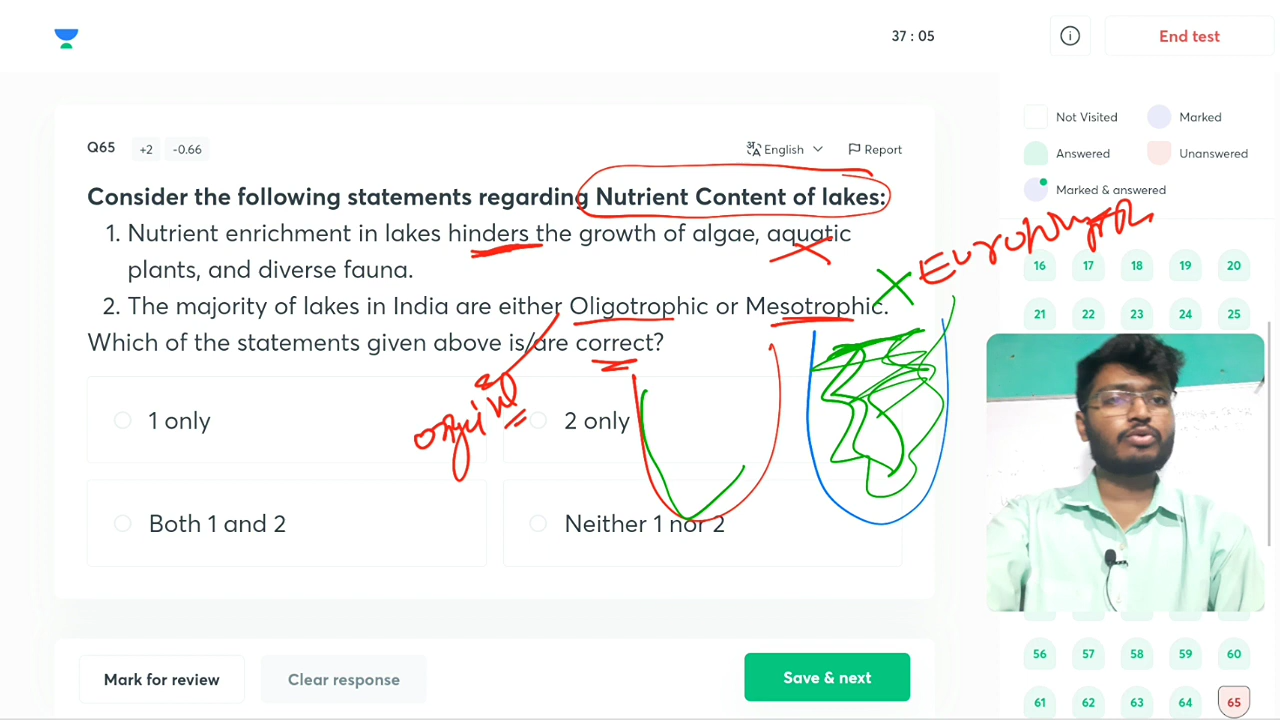 37 : 05
End test
Q65
+2
-0.66
English
Report
Consider the following statements regarding Nutrient Content of lakes:
1. Nutrient enrichment in lakes hinders the growth of algae, aquatic
plants, and diverse fauna.
2. The majority of lakes in India are either Oligotrophic or Mesotrophic.
Which of the statements given above is/are correct?
1 only
2 only
Both 1 and 2
Neither 1 nor 2
Mark for review
Clear response
Save & next
Not Visited
Marked
Answered
Unanswered
Marked & answered
16 17 18 19 20
21 22 23 24 25
56 57 58 59 60
61 62 63 64 65